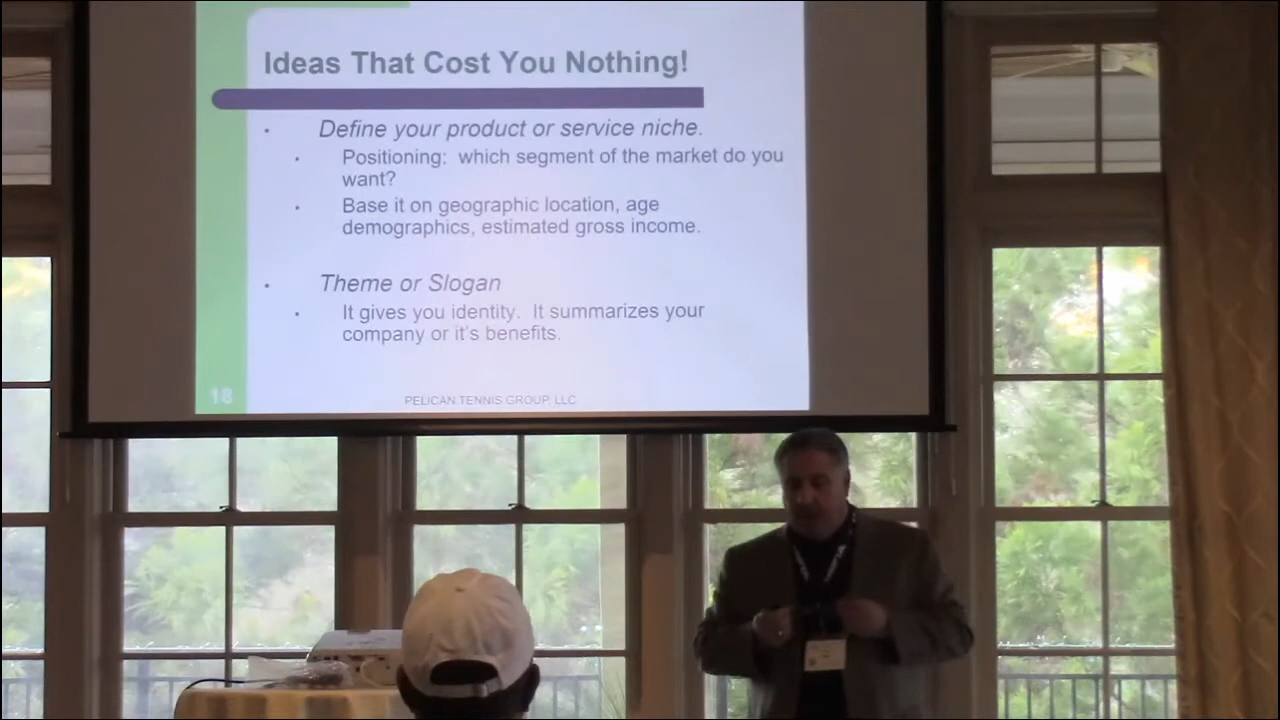 Ideas That Cost You Nothing!
Define your product or service niche.
Positioning: which segment of the market do you
want?
Base it on geographic location, age
demographics, estimated gross income.
Theme or Slogan
It gives you identity. It summarizes your
company or it's benefits.
18
PELICAN TENNIS GROUP, LLC